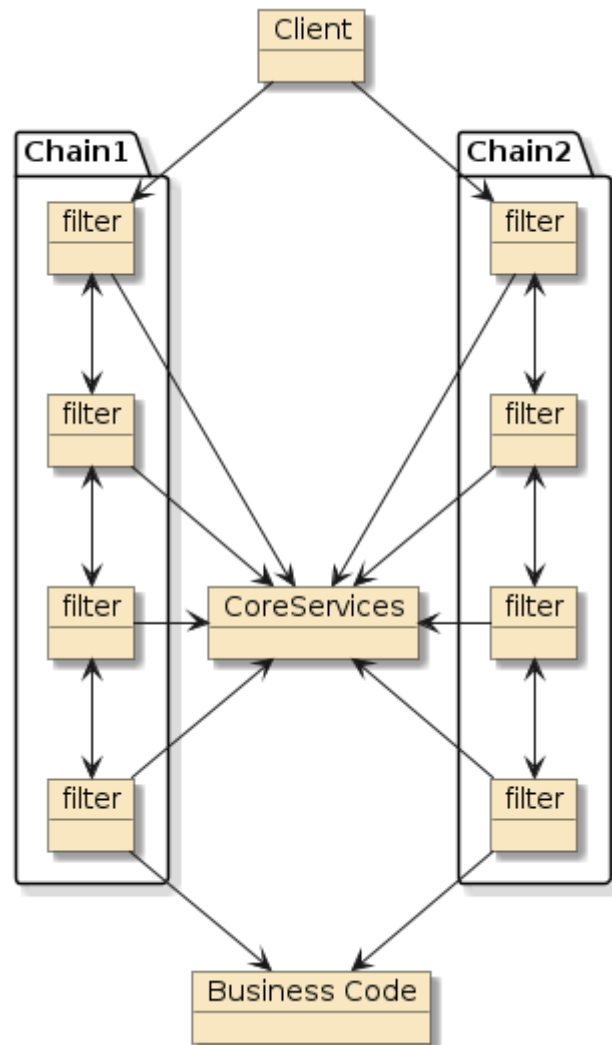 Client
Chain1
Chain2
filter
filter
filter
filter
filter
CoreServices
filter
filter
filter
Business Code